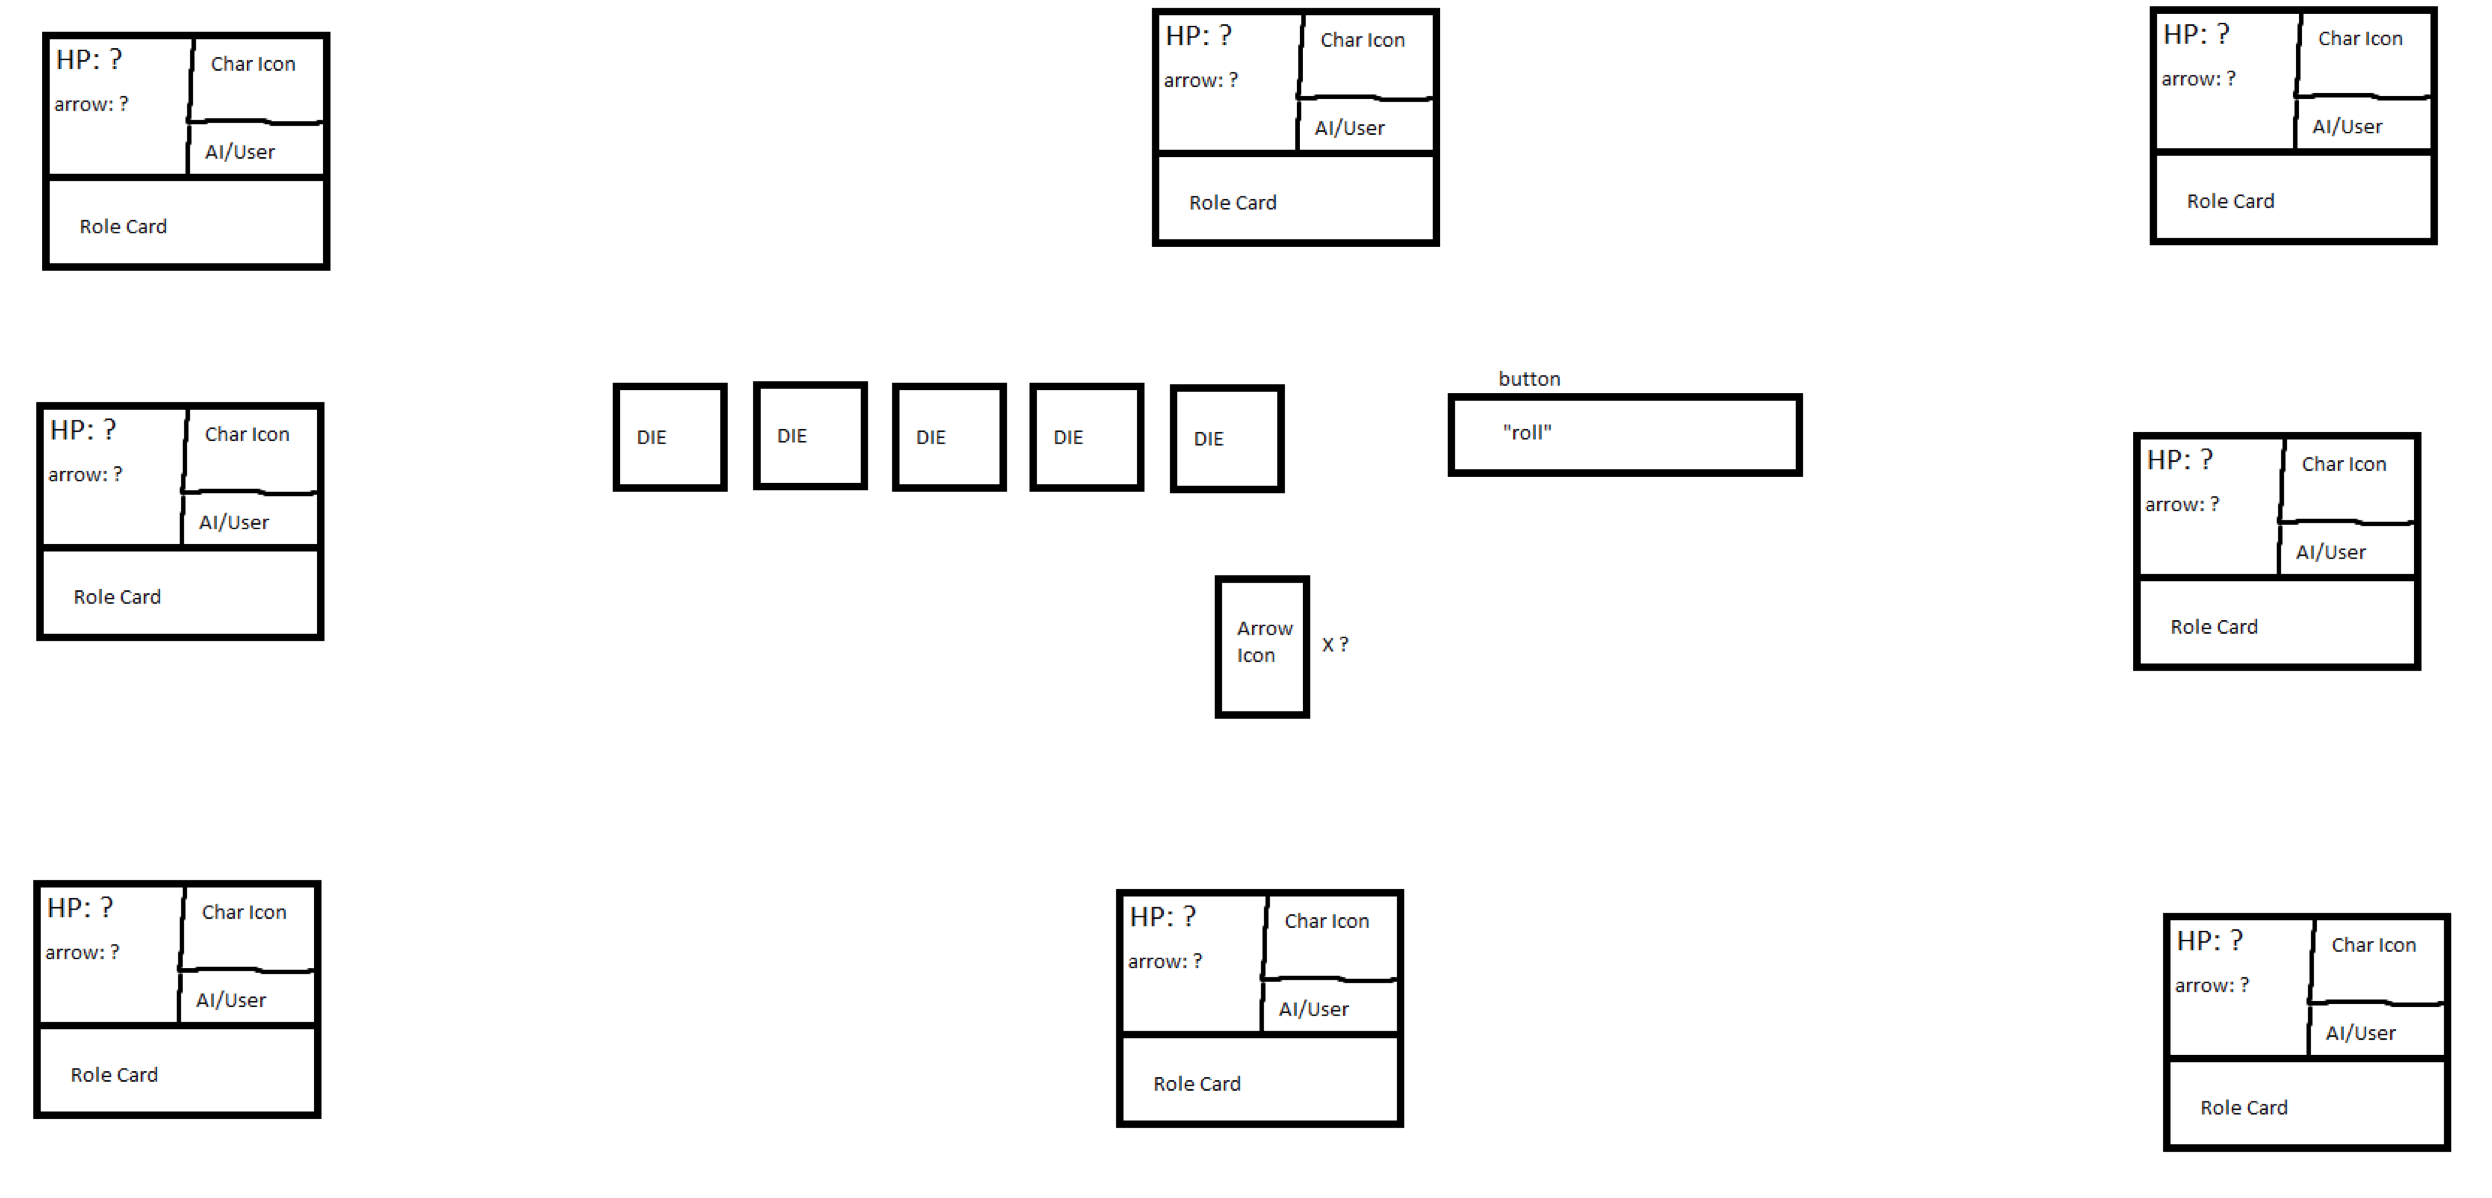 HP: ?
arrow: ?
Char Icon
AI/User
Role Card
HP: ?
arrow: ?
Char Icon
AI/User
Role Card
HP: ?
arrow: ?
Char Icon
AI/User
Role Card
HP: ?
arrow: ?
Char Icon
AI/User
Role Card
DIE
DIE
DIE
DIE
DIE
button
"roll"
Arrow
Icon
X ?
HP: ?
arrow: ?
Char Icon
AI/User
Role Card
HP: ?
arrow: ?
Char Icon
AI/User
Role Card
HP: ?
arrow: ?
Char Icon
AI/User
Role Card
HP: ?
arrow: ?
Char Icon
AI/User
Role Card